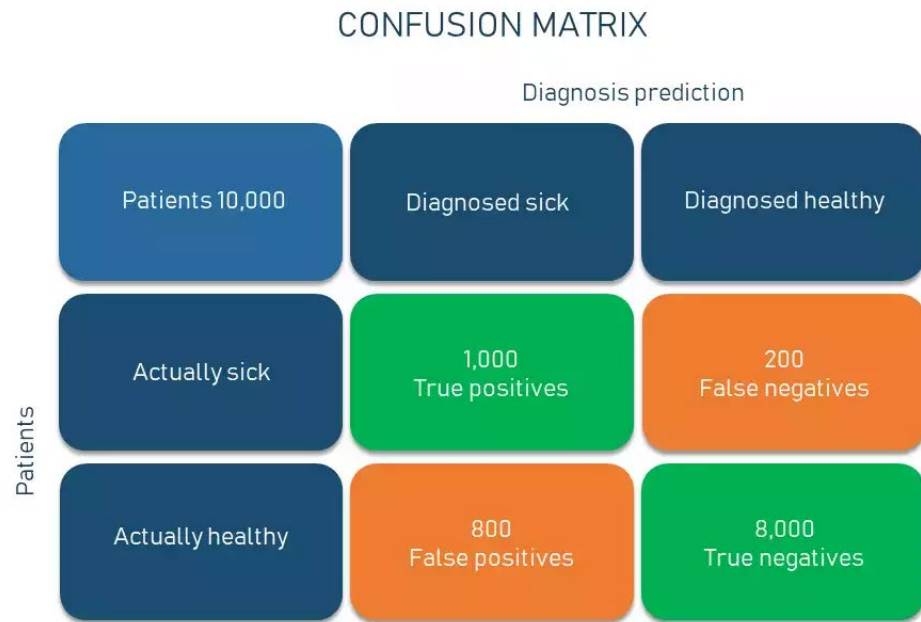 CONFUSION MATRIX
Diagnosis prediction
Patients 10,000
Diagnosed sick
Diagnosed healthy
Patients
Actually sick
1,000
True positives
200
False negatives
Actually healthy
800
False positives
8,000
True negatives